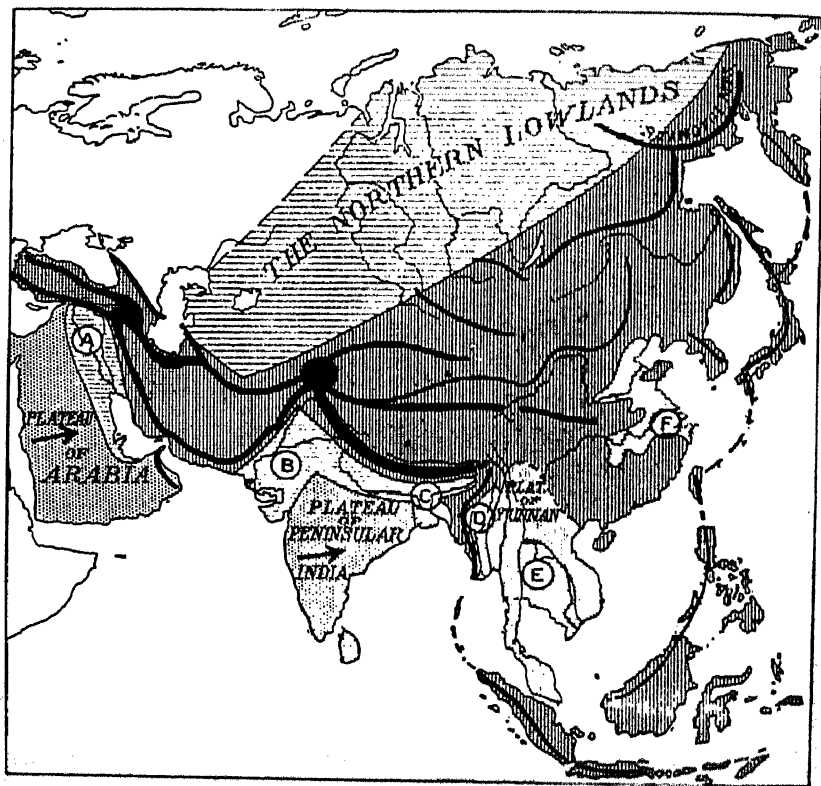 THE NORTHERN LOWLANDS
A
PLATEAU
OF
ARABIA
B
PLATEAU
OF
PENINSULAR
INDIA
C
D
PLAT.
OF
YUNNAN
E
F